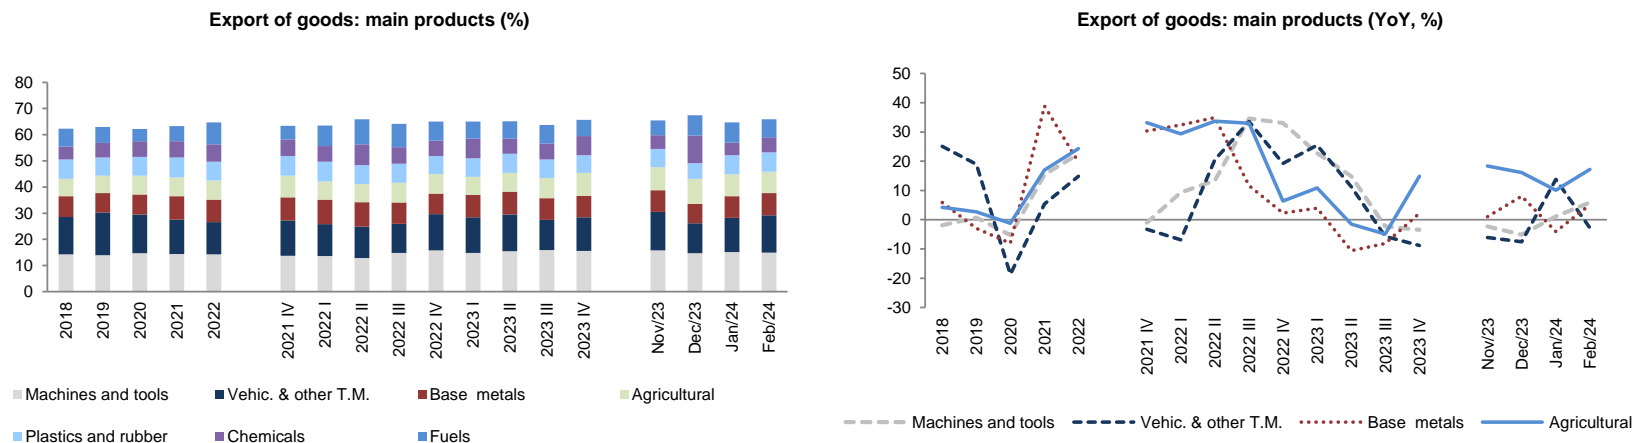 Export of goods: main products (%)
80
70
60
50
40
30
20
10
0
2018
2019
2020
2021
2022
2021 IV
2022 I
2022 II
2022 III
2022 IV
2023 I
2023 II
2023 III
2023 IV
Nov/23
Dec/23
Jan/24
Feb/24
Machines and tools
Vehic. & other T.M.
Base metals
Agricultural
Plastics and rubber
Chemicals
Fuels
Export of goods: main products (YoY, %)
50
40
30
20
10
0
-10
-20
-30
2018
2019
2020
2021
2022
2021 IV
2022 I
2022 II
2022 III
2022 IV
2023 I
2023 II
2023 III
2023 IV
Nov/23
Dec/23
Jan/24
Feb/24
Machines and tools
Vehic. & other T.M.
Base metals
Agricultural